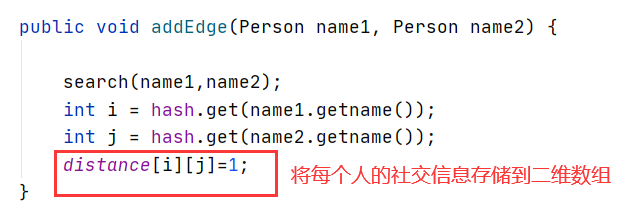 public void addEdge(Person name1, Person name2) {
search(name1,name2);
int i = hash.get(name1.getname());
int j = hash.get(name2.getname());
distance[i][j]=1; 将每个人的社交信息存储到二维数组
}